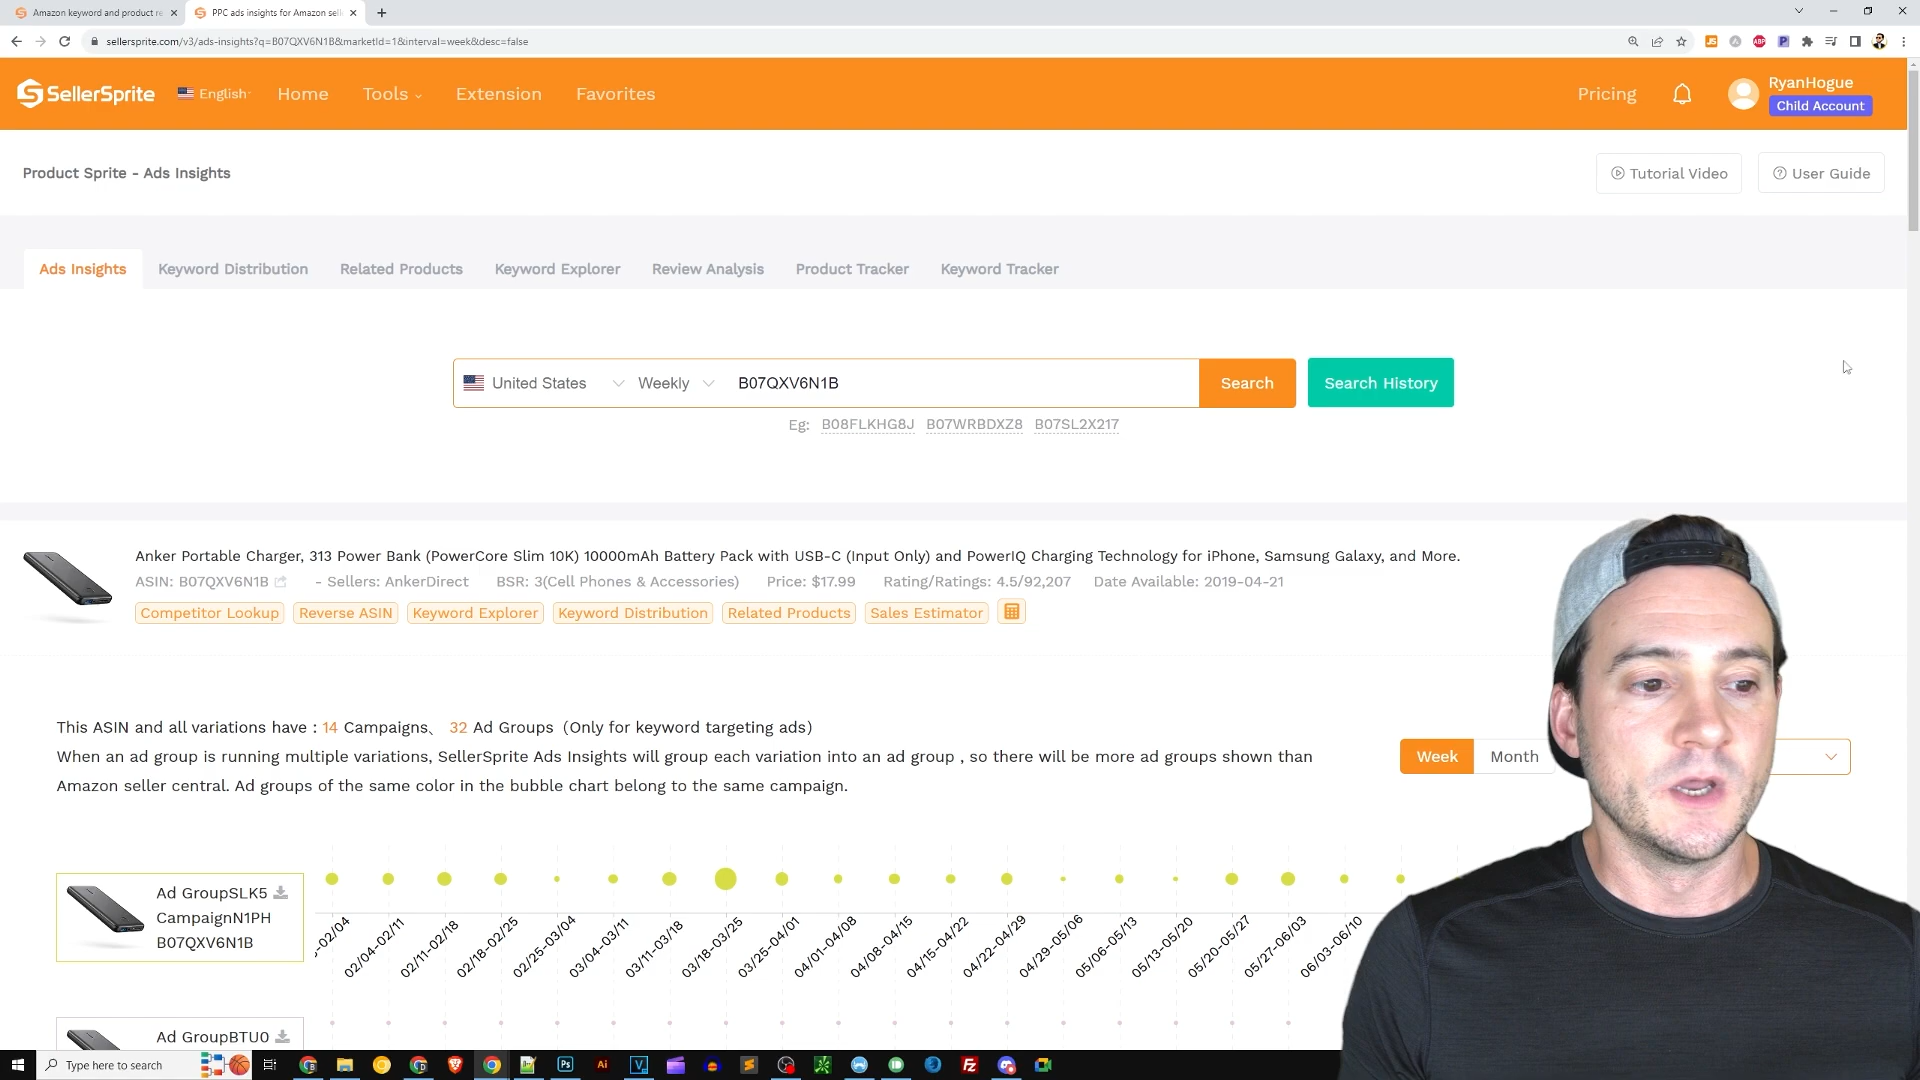 Amazon keyword and product re
PPC ads insights for Amazon sell
sellersprite.com/v3/ads-insights?q=B07QXV6N1B&marketId=1&interval=week&desc=false
SellerSprite
English
Home
Tools
Extension
Favorites
Pricing
RyanHogue
Child Account
Product Sprite - Ads Insights
Tutorial Video
User Guide
Ads Insights
Keyword Distribution
Related Products
Keyword Explorer
Review Analysis
Product Tracker
Keyword Tracker
United States
Weekly
B07QXV6N1B
Search
Search History
Eg: B08FLKHG8J B07WRBDXZ8 B07SL2X217
Anker Portable Charger, 313 Power Bank (PowerCore Slim 10K) 10000mAh Battery Pack with USB-C (Input Only) and PowerIQ Charging Technology for iPhone, Samsung Galaxy, and More.
ASIN: B07QXV6N1B - Sellers: AnkerDirect BSR: 3(Cell Phones & Accessories) Price: $17.99 Rating/Ratings: 4.5/92,207 Date Available: 2019-04-21
Competitor Lookup
Reverse ASIN
Keyword Explorer
Keyword Distribution
Related Products
Sales Estimator
This ASIN and all variations have : 14 Campaigns、 32 Ad Groups（Only for keyword targeting ads）
When an ad group is running multiple variations, SellerSprite Ads Insights will group each variation into an ad group , so there will be more ad groups shown than
Amazon seller central. Ad groups of the same color in the bubble chart belong to the same campaign.
Week
Month
Ad GroupSLK5
CampaignN1PH
B07QXV6N1B
-02/04
02/04-02/11
02/11-02/18
02/18-02/25
02/25-03/04
03/04-03/11
03/11-03/18
03/18-03/25
03/25-04/01
04/01-04/08
04/08-04/15
04/15-04/22
04/22-04/29
04/29-05/06
05/06-05/13
05/13-05/20
05/20-05/27
05/27-06/03
06/03-06/10
Ad GroupBTU0
Type here to search